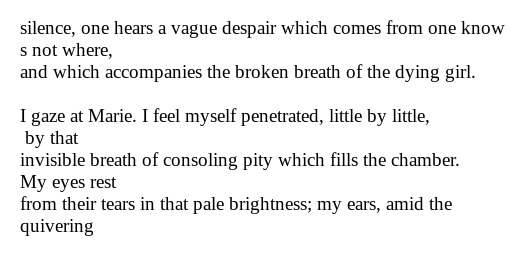 silence, one hears a vague despair which comes from one know
s not where,
and which accompanies the broken breath of the dying girl.

I gaze at Marie. I feel myself penetrated, little by little,
 by that
invisible breath of consoling pity which fills the chamber.
My eyes rest
from their tears in that pale brightness; my ears, amid the
quivering